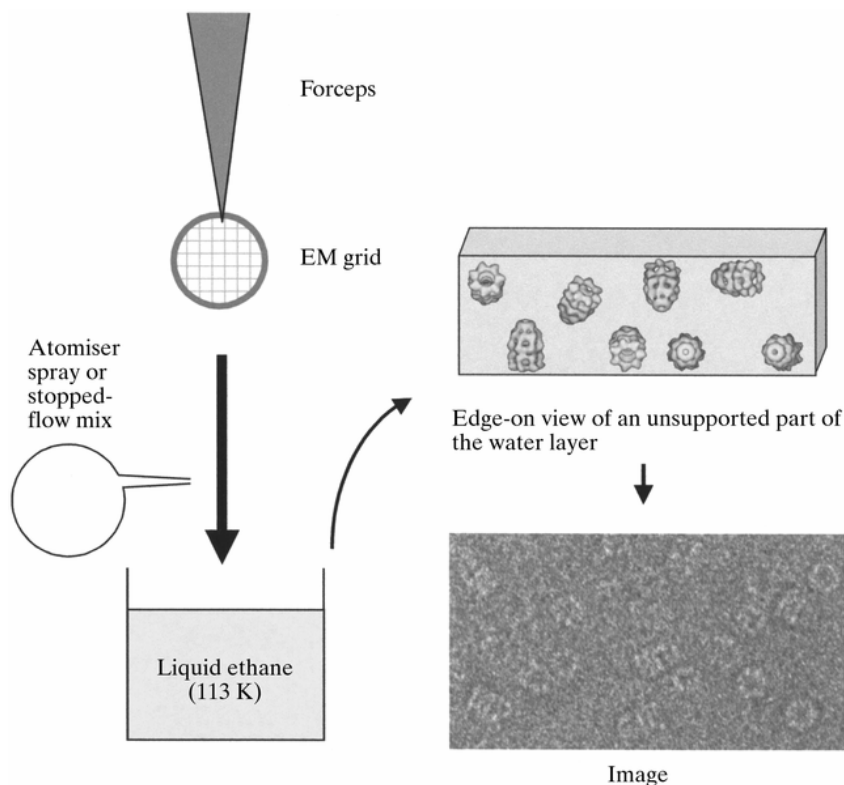 Forceps
EM grid
Atomiser
spray or
stopped-
flow mix
Liquid ethane
(113 K)
Edge-on view of an unsupported part of
the water layer
Image